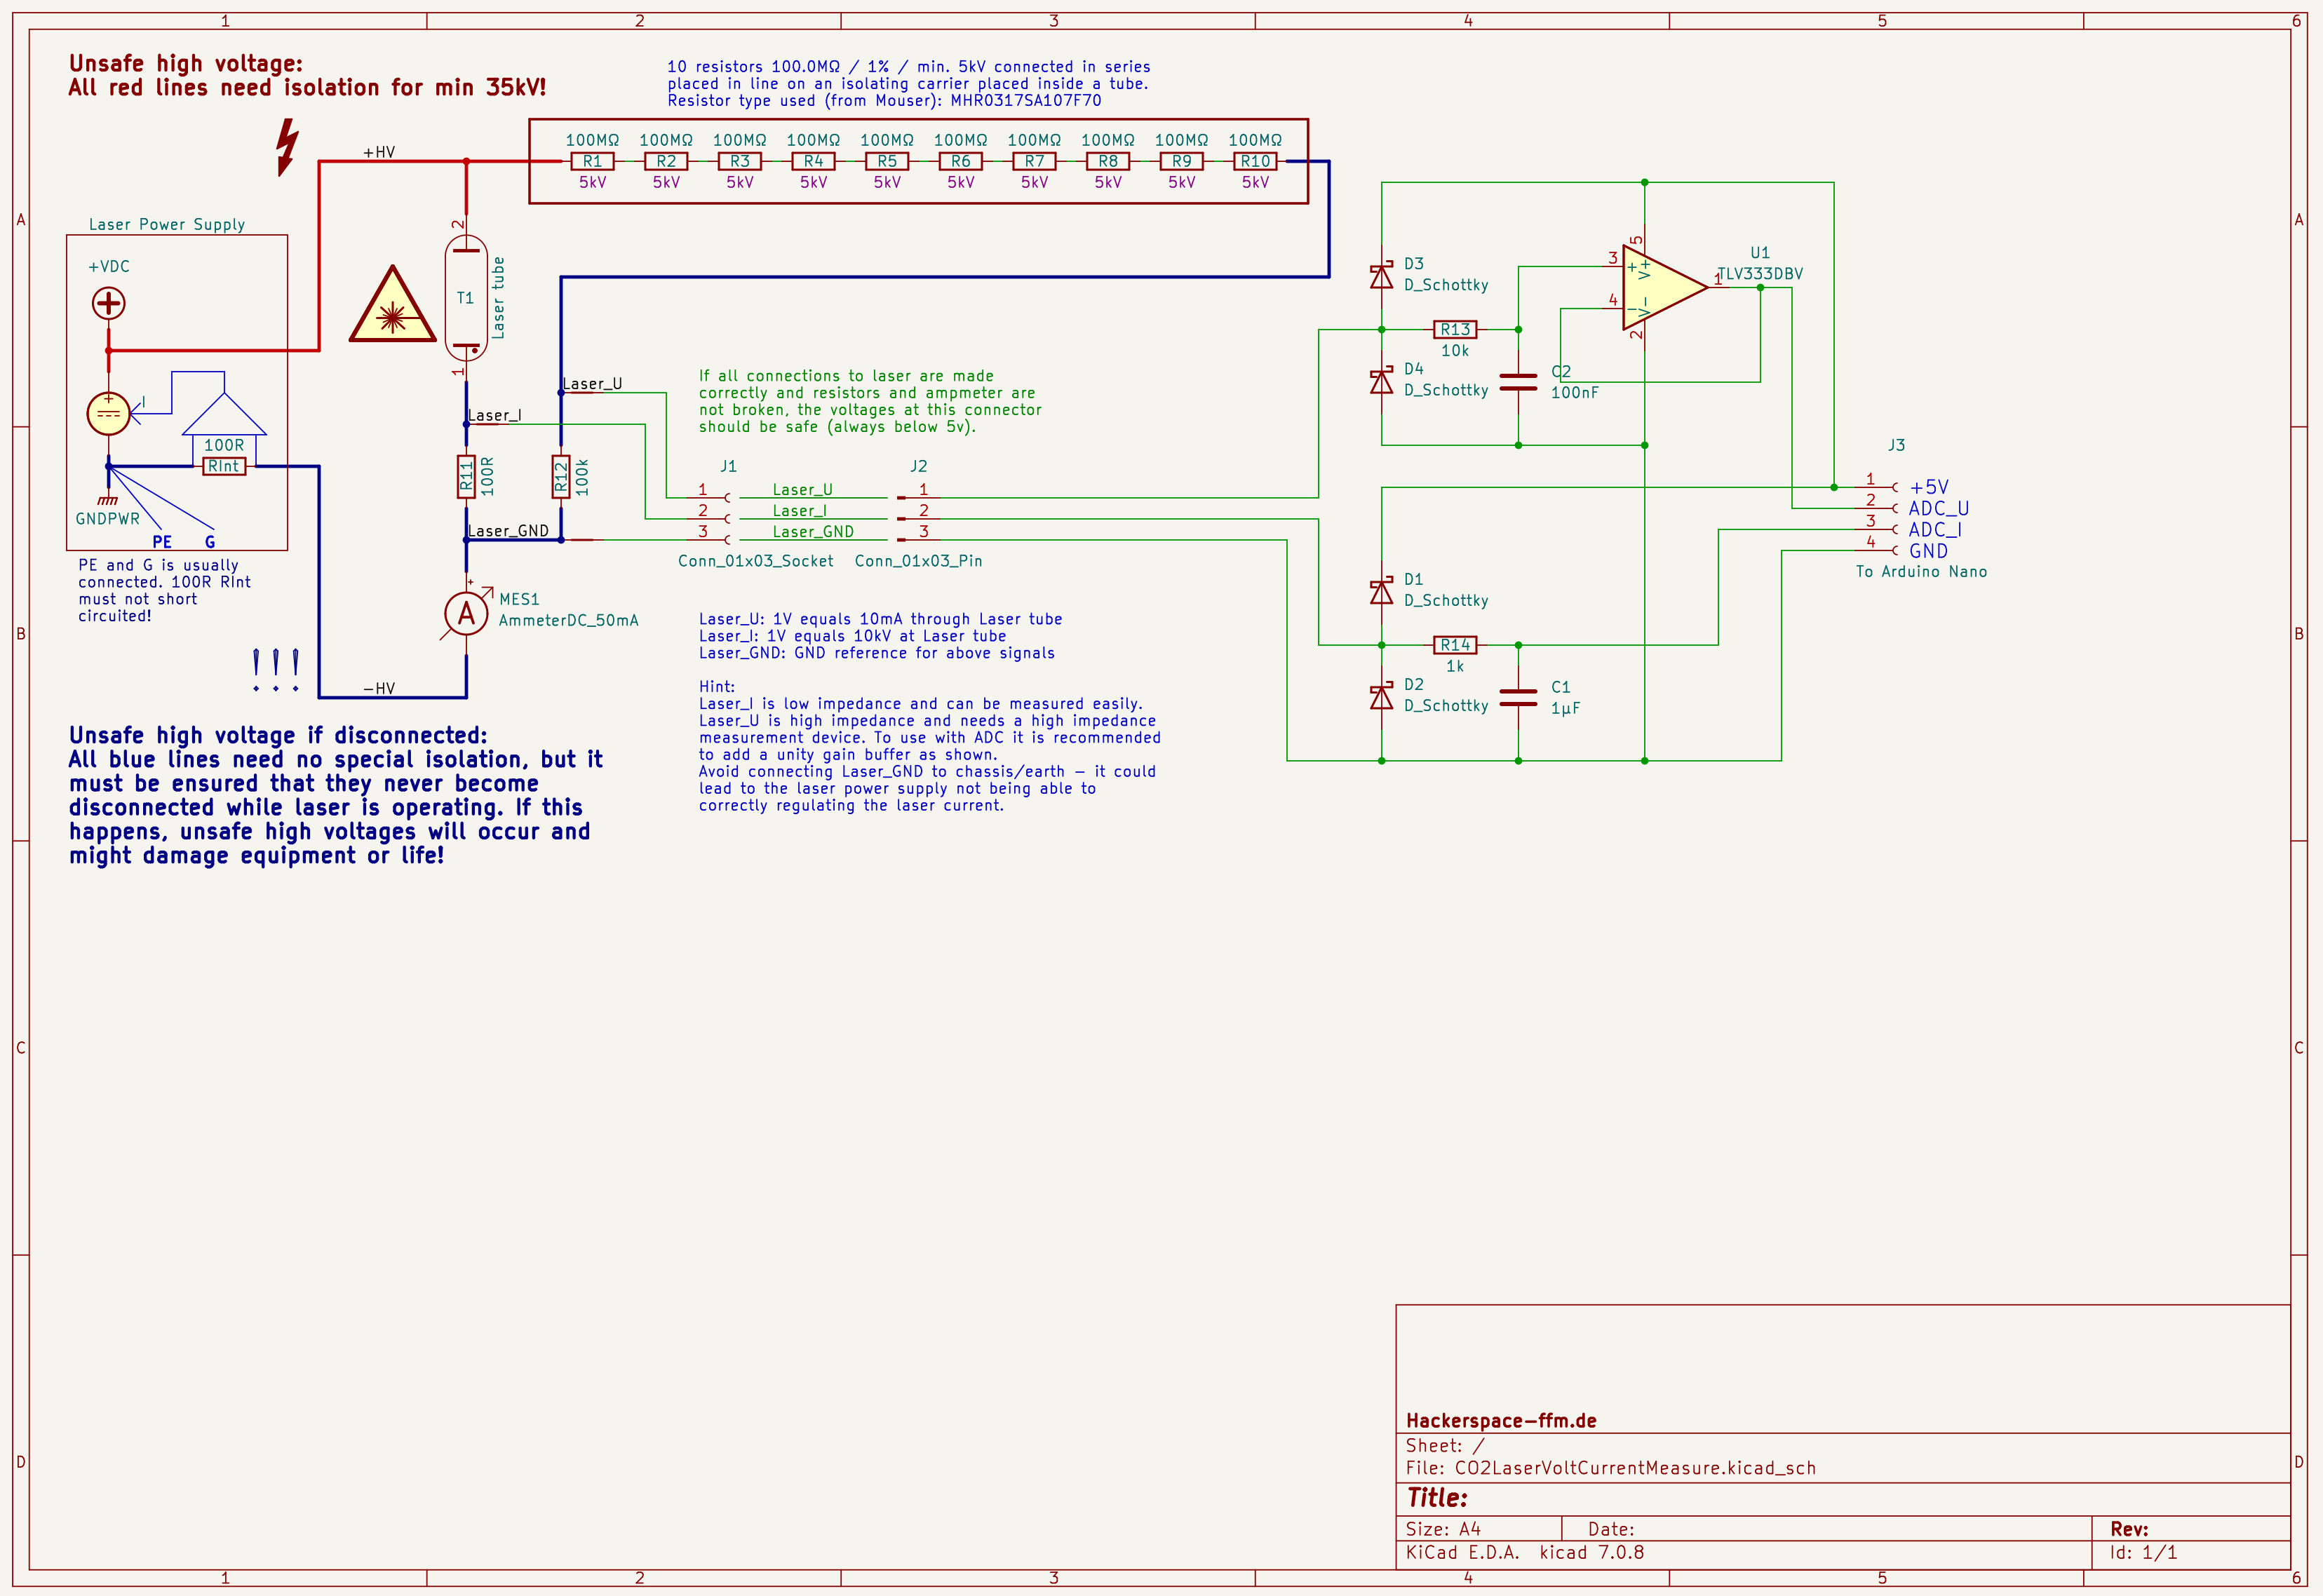 1 2 3 4 5 6
A
B
C
D
Unsafe high voltage:
All red lines need isolation for min 35kV!
10 resistors 100.0MΩ / 1% / min. 5kV connected in series
placed in line on an isolating carrier placed inside a tube.
Resistor type used (from Mouser): MHR0317SA107F70
100MΩ 100MΩ 100MΩ 100MΩ 100MΩ 100MΩ 100MΩ 100MΩ 100MΩ 100MΩ
R1 R2 R3 R4 R5 R6 R7 R8 R9 R10
5kV 5kV 5kV 5kV 5kV 5kV 5kV 5kV 5kV 5kV
+HV
Laser Power Supply
+VDC
I
100R
RInt
GNDPWR
PE G
PE and G is usually
connected. 100R RInt
must not short
circuited!
2
T1
Laser tube
1
Laser_U
Laser_I
R11
100R
R12
100k
Laser_GND
+
A
MES1
AmmeterDC_50mA
-HV
! ! !
Unsafe high voltage if disconnected:
All blue lines need no special isolation, but it
must be ensured that they never become
disconnected while laser is operating. If this
happens, unsafe high voltages will occur and
might damage equipment or life!
If all connections to laser are made
correctly and resistors and ampmeter are
not broken, the voltages at this connector
should be safe (always below 5v).
J1 J2
1 Laser_U 1
2 Laser_I 2
3 Laser_GND 3
Conn_01x03_Socket Conn_01x03_Pin
Laser_U: 1V equals 10mA through Laser tube
Laser_I: 1V equals 10kV at Laser tube
Laser_GND: GND reference for above signals
Hint:
Laser_I is low impedance and can be measured easily.
Laser_U is high impedance and needs a high impedance
measurement device. To use with ADC it is recommended
to add a unity gain buffer as shown.
Avoid connecting Laser_GND to chassis/earth - it could
lead to the laser power supply not being able to
correctly regulating the laser current.
D3
D_Schottky
D4
D_Schottky
R13
10k
C2
100nF
U1
TLV333DBV
3 + V+ 5
4 - V- 2
1
J3
1 +5V
2 ADC_U
3 ADC_I
4 GND
To Arduino Nano
D1
D_Schottky
D2
D_Schottky
R14
1k
C1
1µF
A
B
C
D
Hackerspace-ffm.de
Sheet: /
File: CO2LaserVoltCurrentMeasure.kicad_sch
Title:
Size: A4 Date: Rev:
KiCad E.D.A. kicad 7.0.8 Id: 1/1
1 2 3 4 5 6